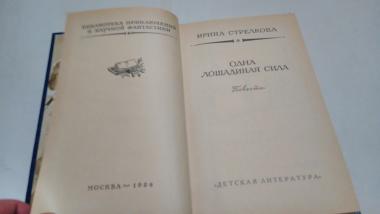 БИБЛИОТЕКА ПРИКЛЮЧЕНИЙ
И НАУЧНОЙ ФАНТАСТИКИ
МОСКВА — 1984
ИРИНА СТРЕЛКОВА
ОДНА
ЛОШАДИНАЯ СИЛА
Повести
«ДЕТСКАЯ ЛИТЕРАТУРА»